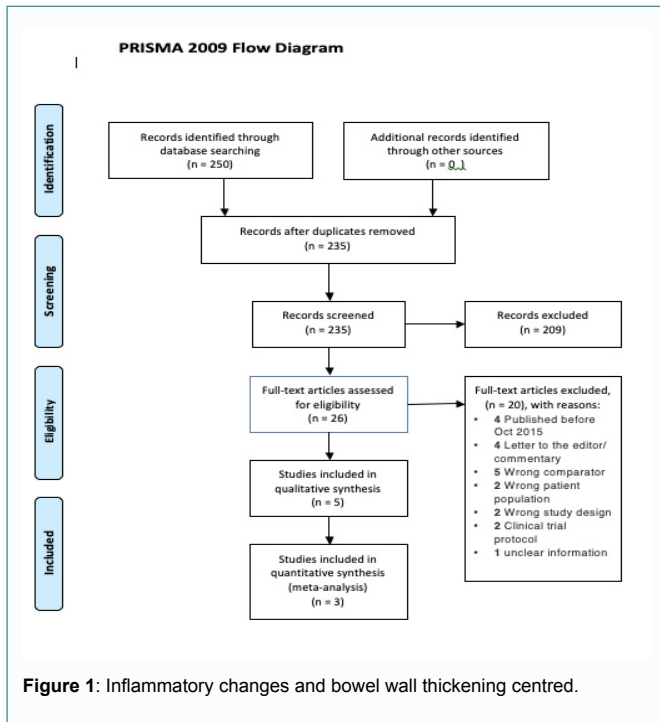 PRISMA 2009 Flow Diagram
Identification
Records identified through
database searching
(n = 250)
Additional records identified
through other sources
(n = 0 )
Records after duplicates removed
(n = 235)
Screening
Records screened
(n = 235)
Records excluded
(n = 209)
Eligibility
Full-text articles assessed
for eligibility
(n = 26)
Full-text articles excluded,
(n = 20), with reasons:
• 4 Published before
Oct 2015
• 4 Letter to the editor/
commentary
• 5 Wrong comparator
• 2 Wrong patient
population
• 2 Wrong study design
• 2 Clinical trial
protocol
• 1 unclear information
Studies included in
qualitative synthesis
(n = 5)
Included
Studies included in
quantitative synthesis
(meta-analysis)
(n = 3)
Figure 1: Inflammatory changes and bowel wall thickening centred.